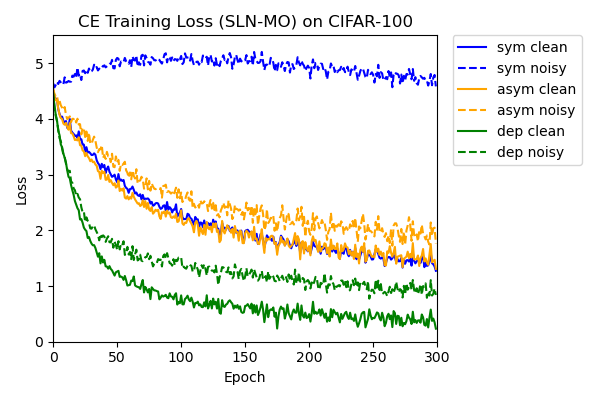 CE Training Loss (SLN-MO) on CIFAR-100
Loss
5
4
3
2
1
0
0 50 100 150 200 250 300
Epoch
sym clean
sym noisy
asym clean
asym noisy
dep clean
dep noisy